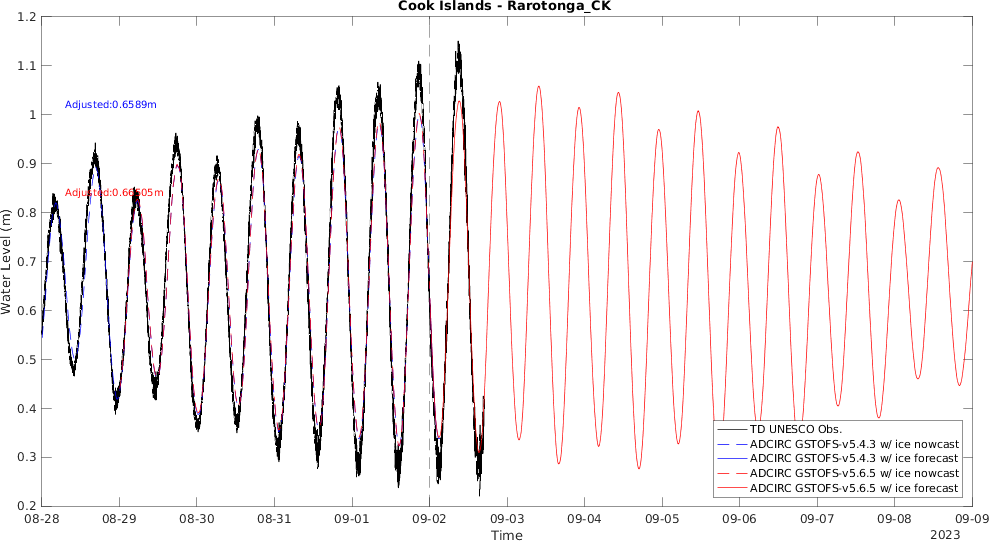 Cook Islands - Rarotonga_CK
Water Level (m)
1.2
1.1
1
0.9
0.8
0.7
0.6
0.5
0.4
0.3
0.2
Adjusted:0.6589m
Adjusted:0.66605m
TD UNESCO Obs.
ADCIRC GSTOFS-v5.4.3 w/ ice nowcast
ADCIRC GSTOFS-v5.4.3 w/ ice forecast
ADCIRC GSTOFS-v5.6.5 w/ ice nowcast
ADCIRC GSTOFS-v5.6.5 w/ ice forecast
08-28 08-29 08-30 08-31 09-01 09-02 09-03 09-04 09-05 09-06 09-07 09-08 09-09
Time
2023